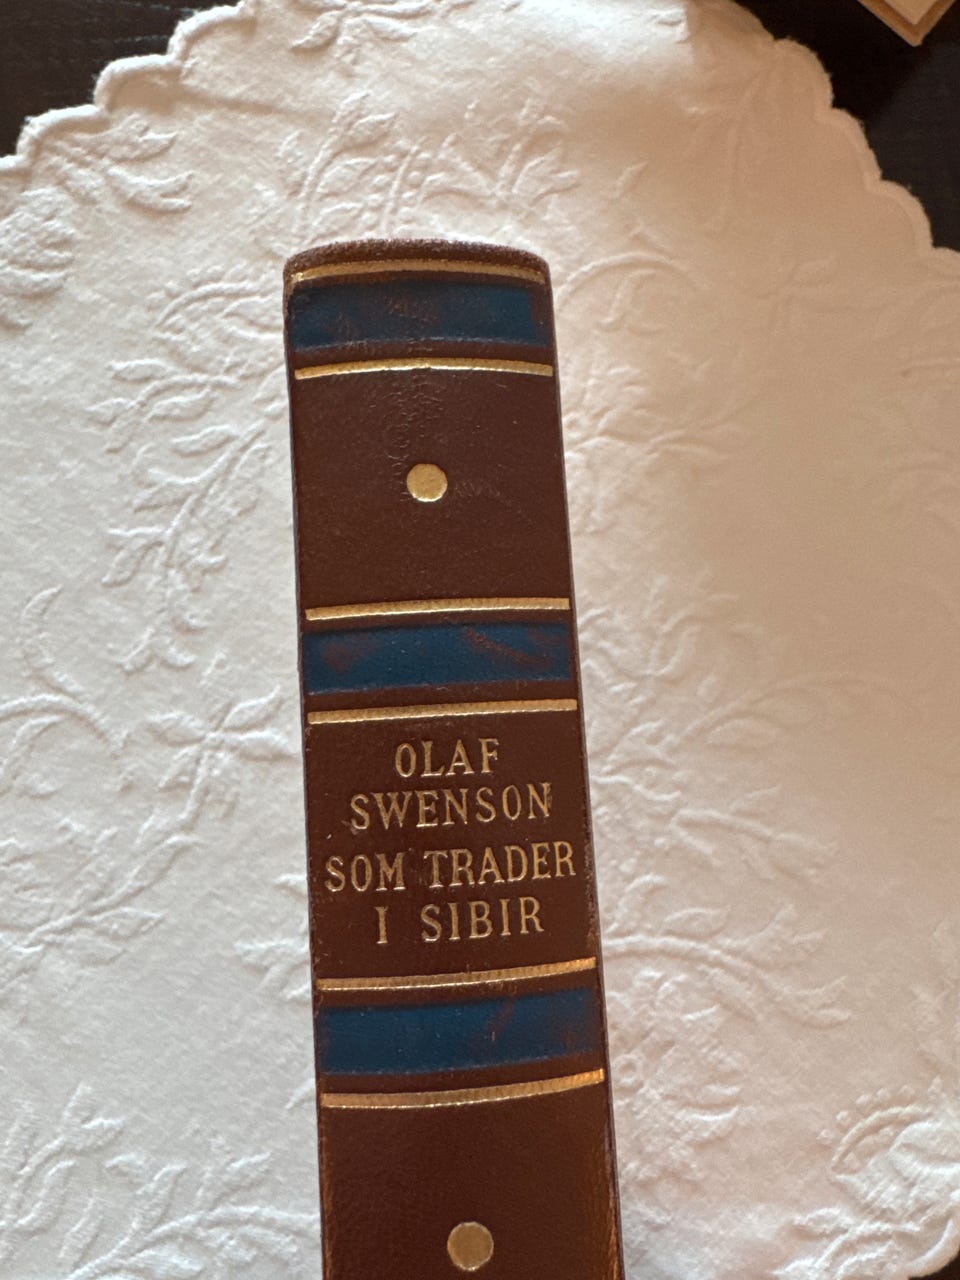 OLAF
SWENSON
SOM TRADER
I SIBIR